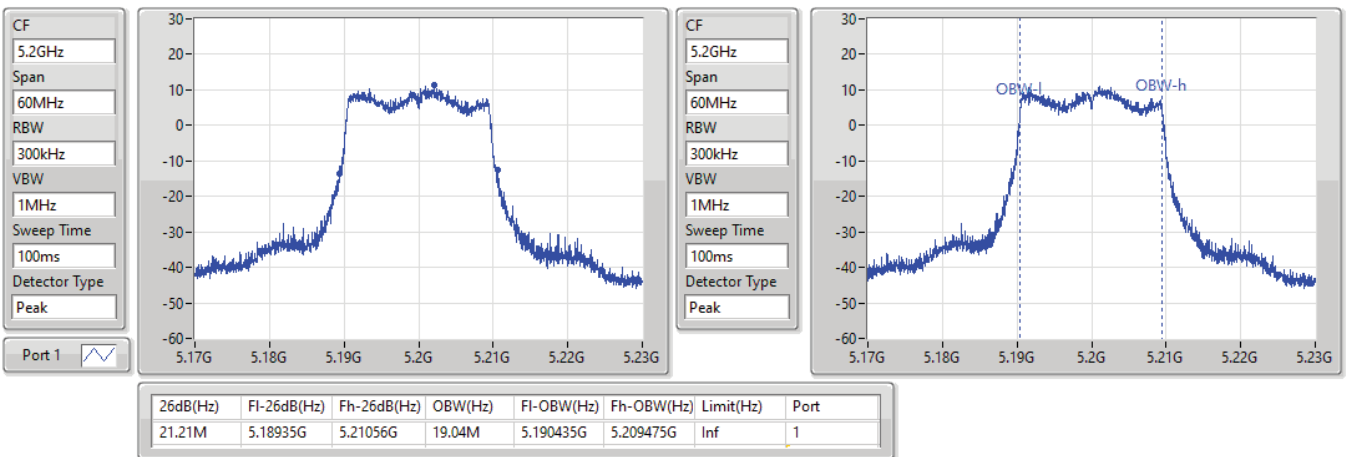 CF
5.2GHz
Span
60MHz
RBW
300kHz
VBW
1MHz
Sweep Time
100ms
Detector Type
Peak
Port 1
30
20
10
0
-10
-20
-30
-40
-50
-60
5.17G 5.18G 5.19G 5.2G 5.21G 5.22G 5.23G
CF
5.2GHz
Span
60MHz
RBW
300kHz
VBW
1MHz
Sweep Time
100ms
Detector Type
Peak
30
20
10
0
-10
-20
-30
-40
-50
-60
OBW-l OBW-h
5.17G 5.18G 5.19G 5.2G 5.21G 5.22G 5.23G
26dB(Hz) Fl-26dB(Hz) Fh-26dB(Hz) OBW(Hz) Fl-OBW(Hz) Fh-OBW(Hz) Limit(Hz) Port
21.21M 5.18935G 5.21056G 19.04M 5.190435G 5.209475G Inf 1